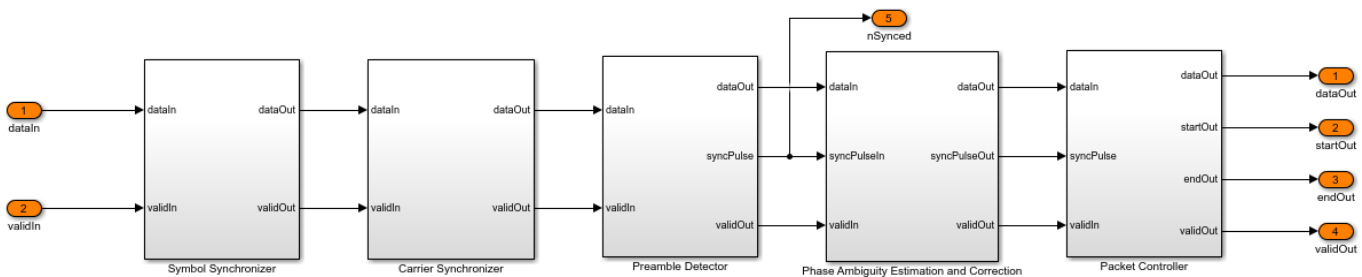 5
nSynced
1
dataIn
2
validIn
dataIn
dataOut
validIn
validOut
Symbol Synchronizer
dataIn
dataOut
validIn
validOut
Carrier Synchronizer
dataIn
dataOut
syncPulse
validIn
validOut
Preamble Detector
dataIn
dataOut
syncPulseIn
syncPulseOut
validIn
validOut
Phase Ambiguity Estimation and Correction
dataIn
dataOut
startOut
syncPulse
endOut
validIn
validOut
Packet Controller
1
dataOut
2
startOut
3
endOut
4
validOut